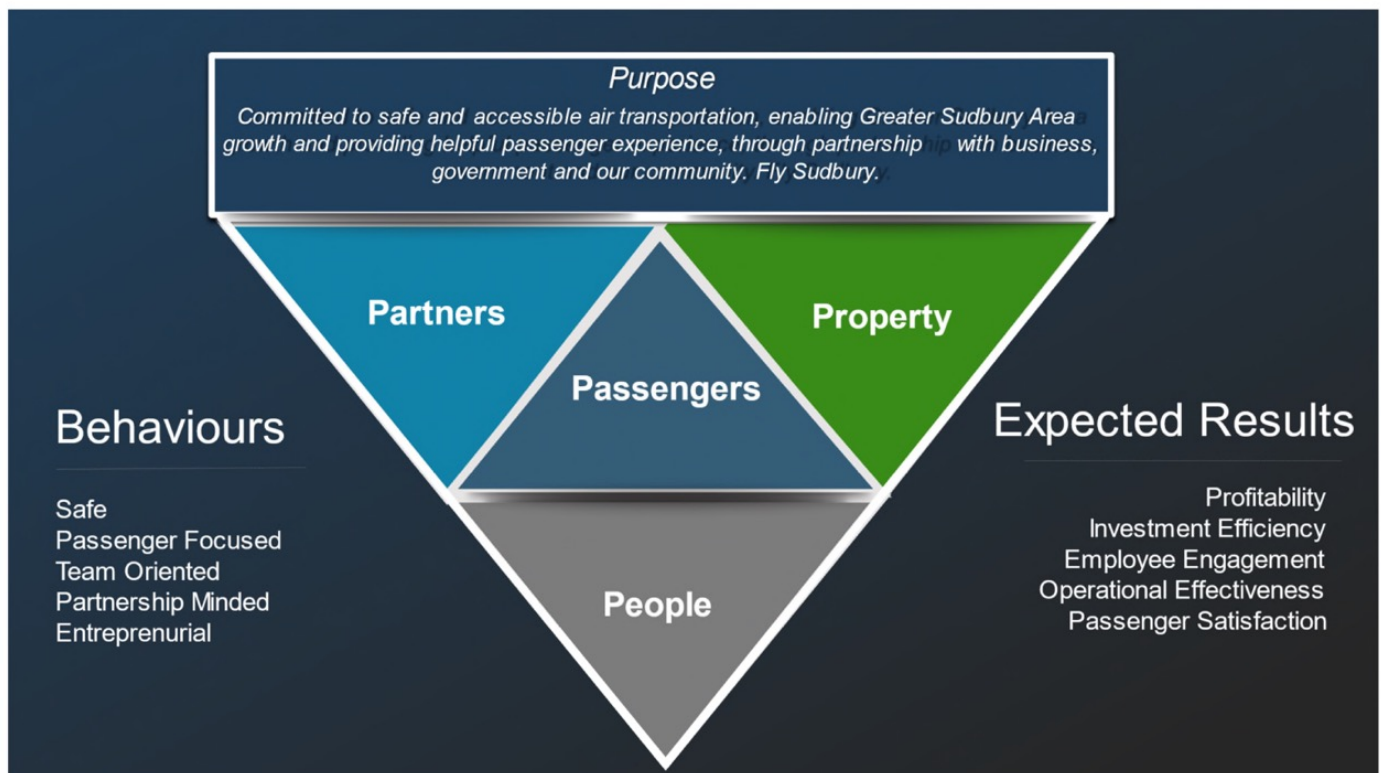 Purpose
Committed to safe and accessible air transportation, enabling Greater Sudbury Area
growth and providing helpful passenger experience, through partnership with business,
government and our community. Fly Sudbury.
Partners
Property
Passengers
People
Behaviours
Safe
Passenger Focused
Team Oriented
Partnership Minded
Entreprenurial
Expected Results
Profitability
Investment Efficiency
Employee Engagement
Operational Effectiveness
Passenger Satisfaction